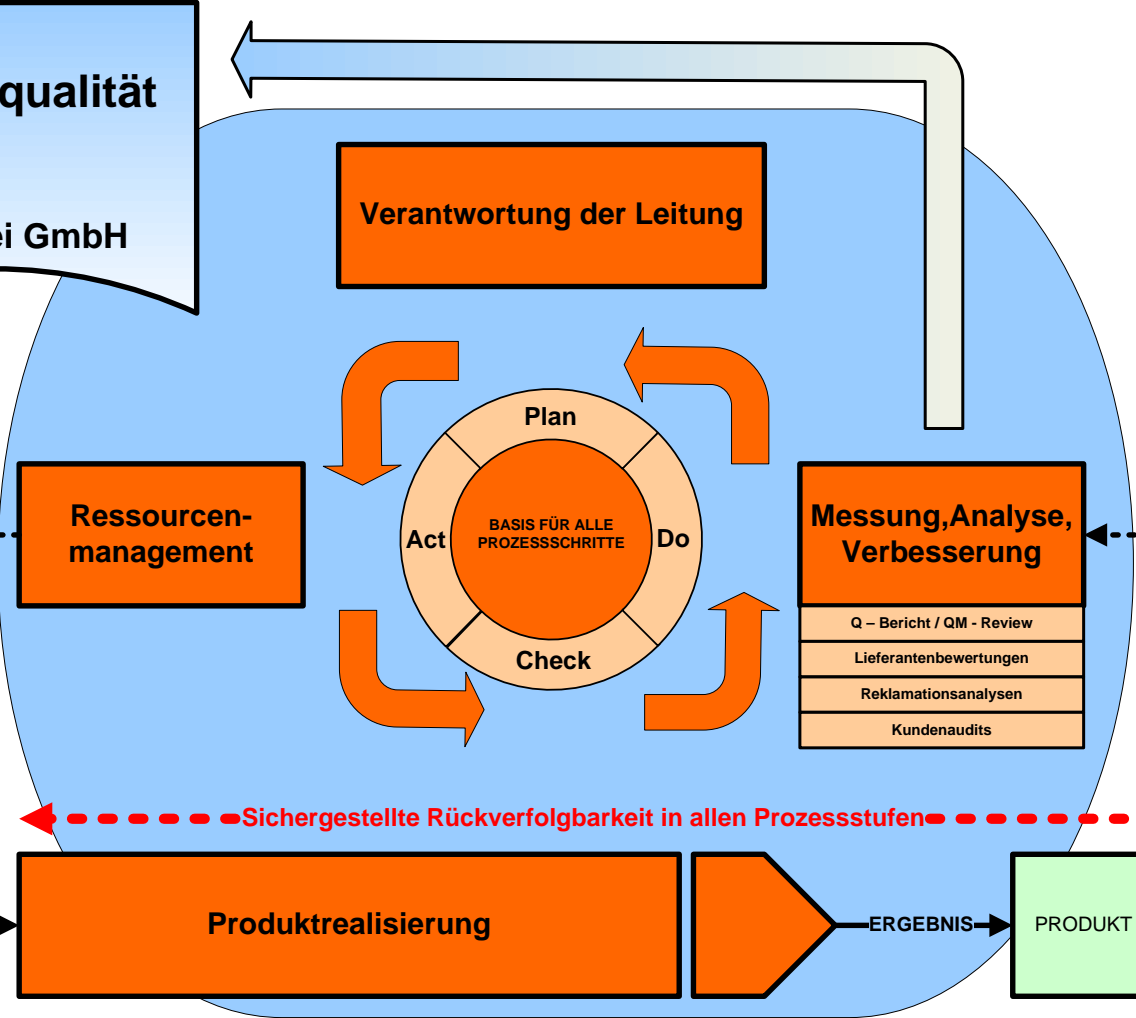 qualität
GmbH
Verantwortung der Leitung
Plan
Act
BASIS FÜR ALLE
PROZESSSCHRITTE
Do
Check
Ressourcen-
management
Messung,Analyse,
Verbesserung
Q – Bericht / QM - Review
Lieferantenbewertungen
Reklamationsanalysen
Kundenaudits
Sichergestellte Rückverfolgbarkeit in allen Prozessstufen
Produktrealisierung
ERGEBNIS
PRODUKT